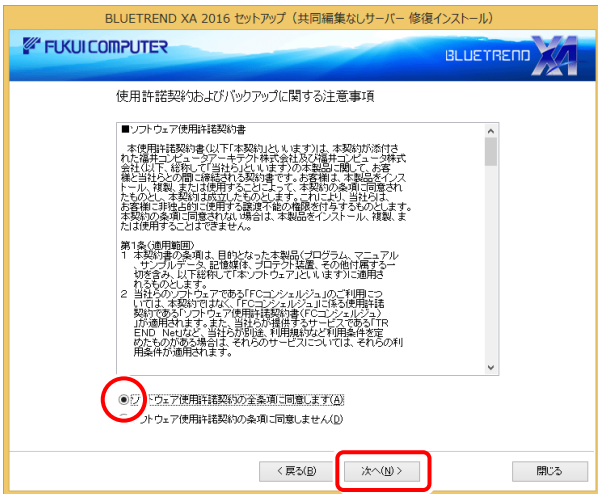 BLUETREND XA 2016 セットアップ（共同編集なしサーバー 修復インストール）
FUKUI COMPUTER
BLUETREND XA
使用許諾契約およびバックアップに関する注意事項
■ソフトウェア使用許諾契約書
本使用許諾契約書(以下「本契約」といいます)は、本契約が添付さ
れた福井コンピュータアーキテクト株式会社及び福井コンピュータ株式
会社(以下、総称して「当社ら」といいます)の本製品に関して、お客
様と当社らとの間に締結される契約書です。お客様は、本製品をインス
トール、複製、または使用することによって、本契約の条項に同意され
たものとし、本契約は成立したものとします。これにより、当社らは、
お客様に非独占的に使用する譲渡不能の権限を付与するものとします。
本契約の条項に同意されない場合は、本製品をインストール、複製、ま
たは使用することはできません。
第1条(適用範囲)
1 本契約書の条項は、目的となった本製品(プログラム、マニュアル
、サンプルデータ、記憶媒体、プロテクト装置、その他付属する一
切を含み、以下総称して「本ソフトウェア」といいます)に適用さ
れるものとします。
2 当社らのソフトウェアである「FCコンシェルジュ」のご利用につ
いては、本契約ではなく、「FCコンシェルジュ」に係る使用許諾
契約である「ソフトウェア使用許諾契約書(FCコンシェルジュ)
」が適用されます。また、当社らが提供するサービスである「TR
END Net」など、当社らが別途、利用規約など利用条件を定
めたものがある場合は、それらのサービスについては、それらの利
用条件が適用されます。
ソフトウェア使用許諾契約の全条項に同意します(A)
フトウェア使用許諾契約の条項に同意しません(D)
< 戻る(B)
次へ(N) >
閉じる